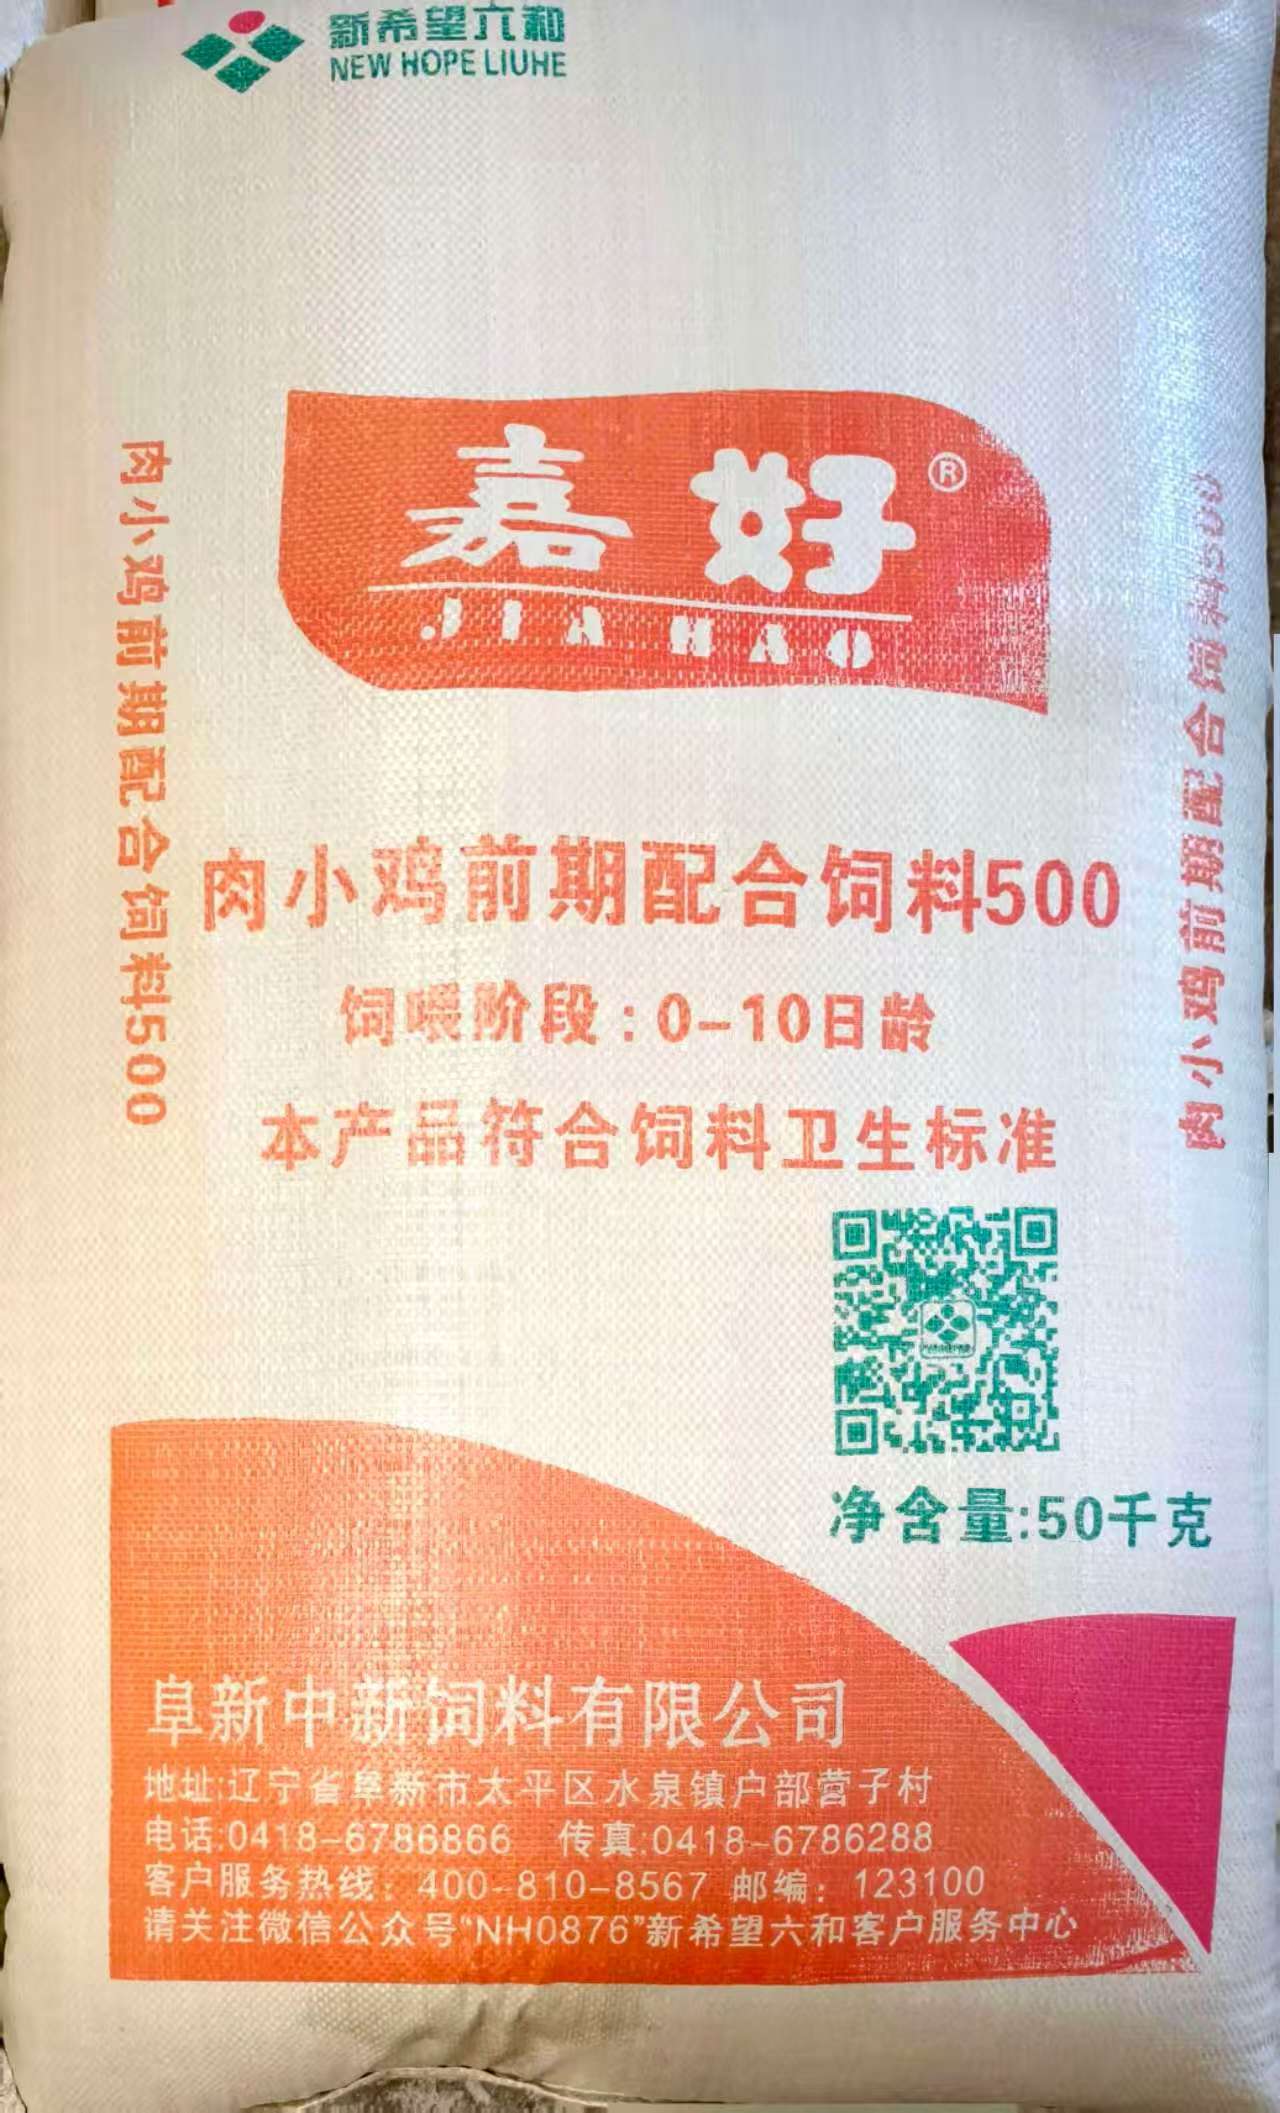 新希望六和
NEW HOPE LIUHE
嘉好®
JIA HAO
肉小鸡前期配合饲料500
肉小鸡前期配合饲料500
饲喂阶段:0-10日龄
本产品符合饲料卫生标准
肉小鸡前期配合饲料500
净含量:50千克
阜新中新饲料有限公司
地址:辽宁省阜新市太平区水泉镇户部营子村
电话:0418-6786866 传真:0418-6786288
客户服务热线: 400-810-8567 邮编: 123100
请关注微信公众号“NH0876”新希望六和客户服务中心